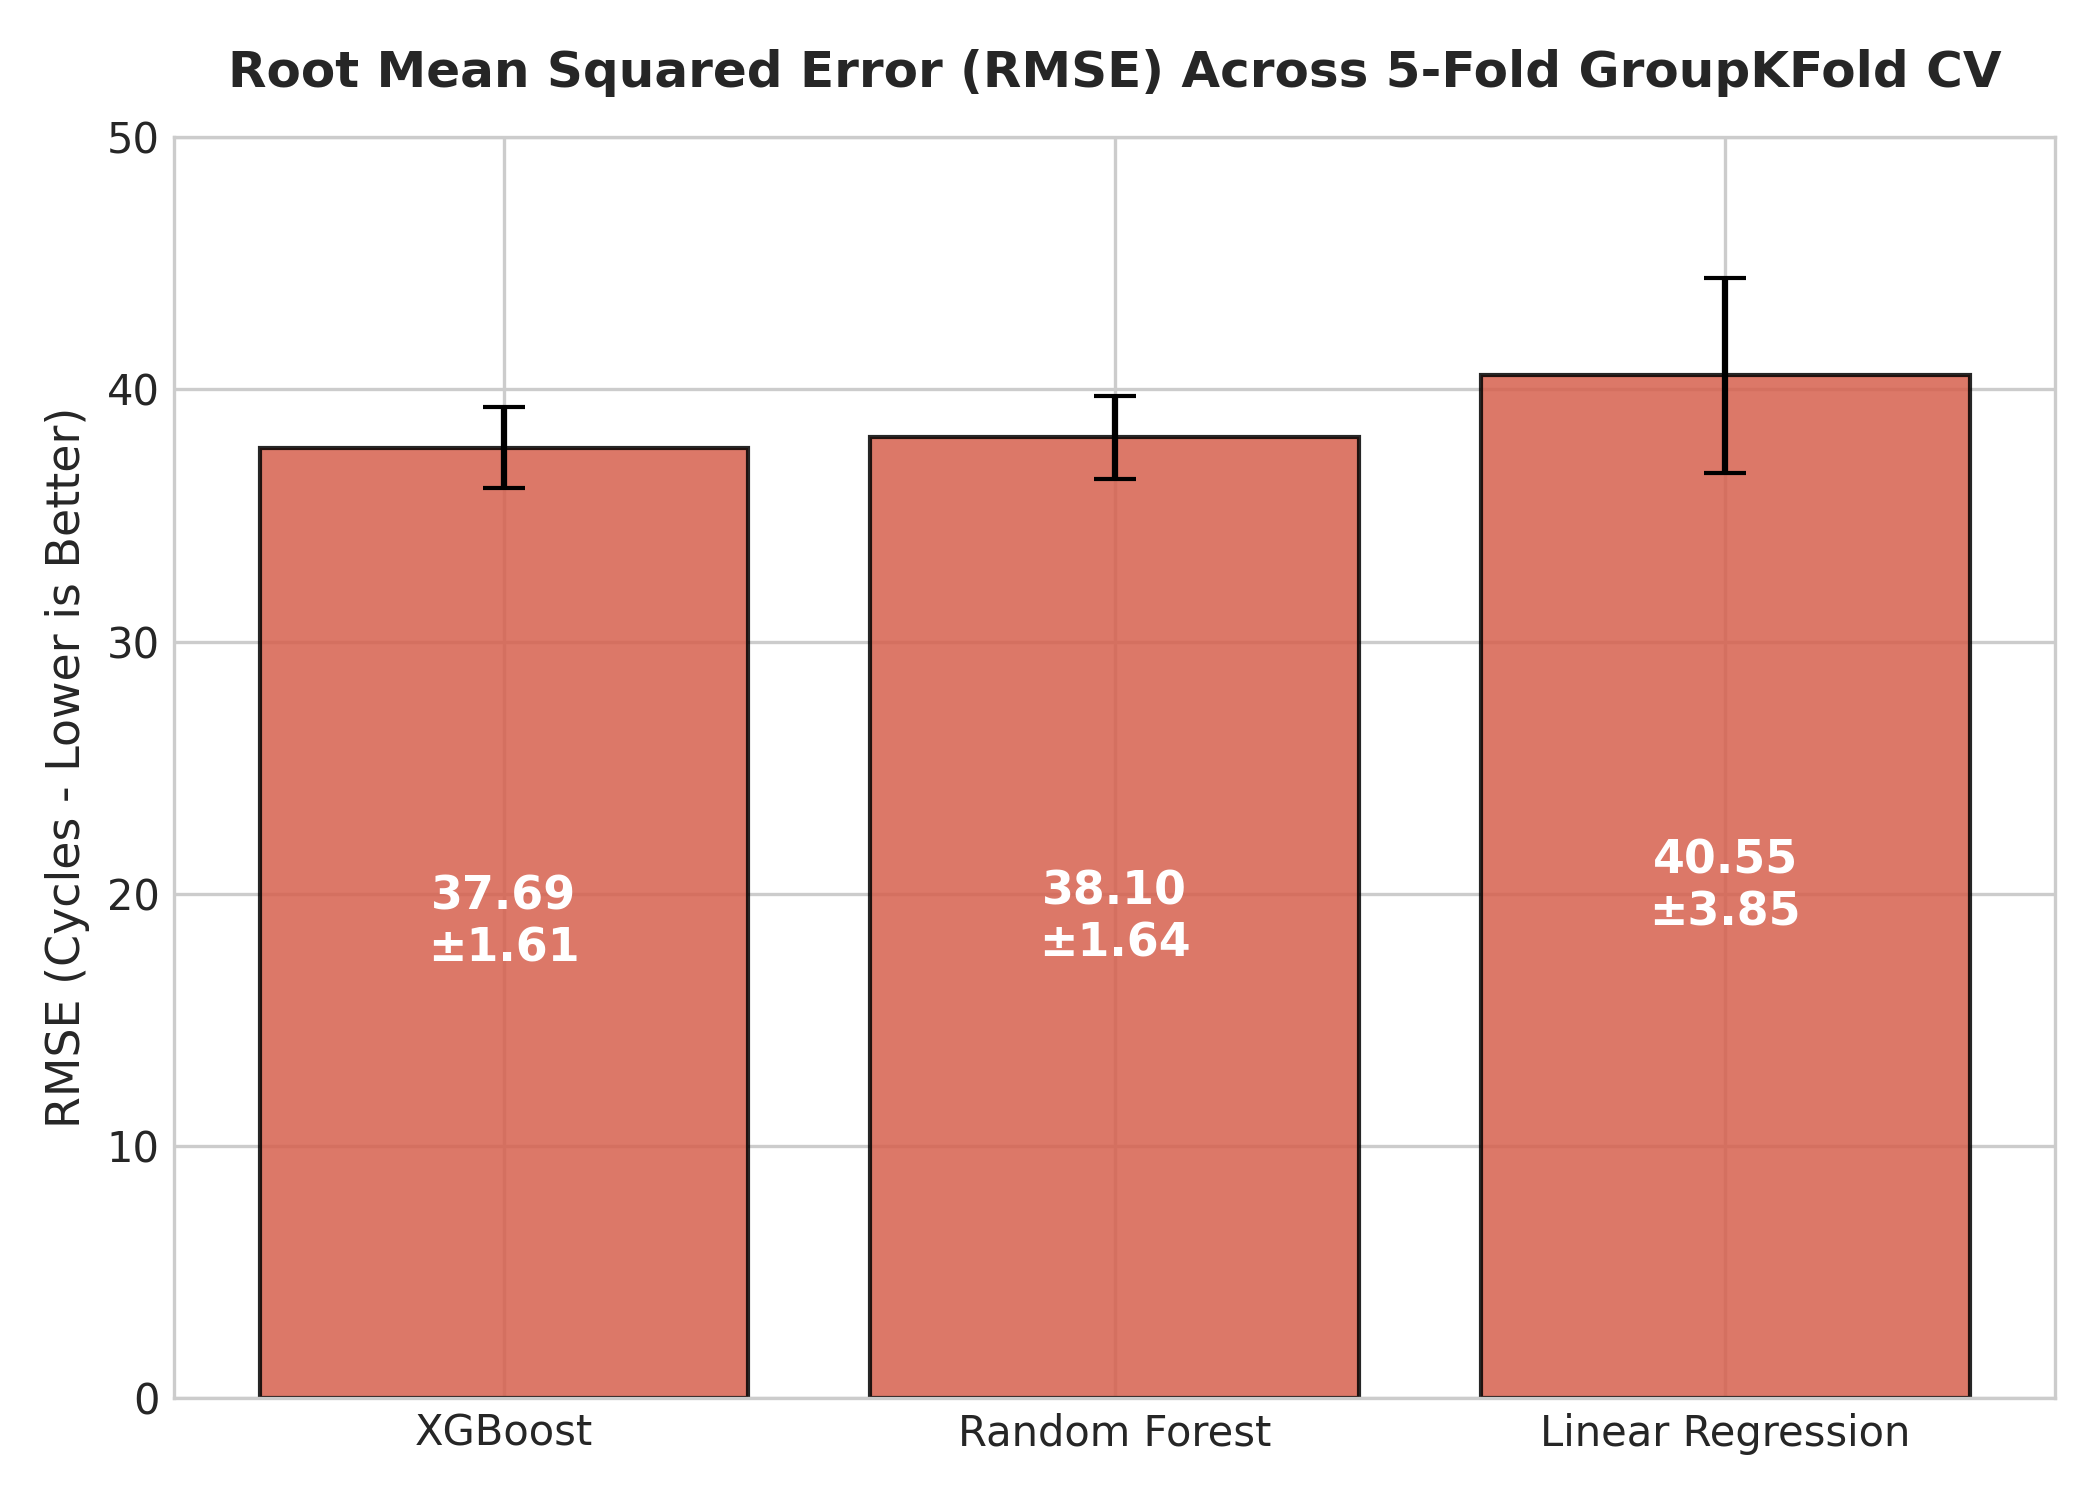 Root Mean Squared Error (RMSE) Across 5-Fold GroupKFold CV
RMSE (Cycles - Lower is Better)
50
40
30
20
10
0
37.69
±1.61
38.10
±1.64
40.55
±3.85
XGBoost
Random Forest
Linear Regression